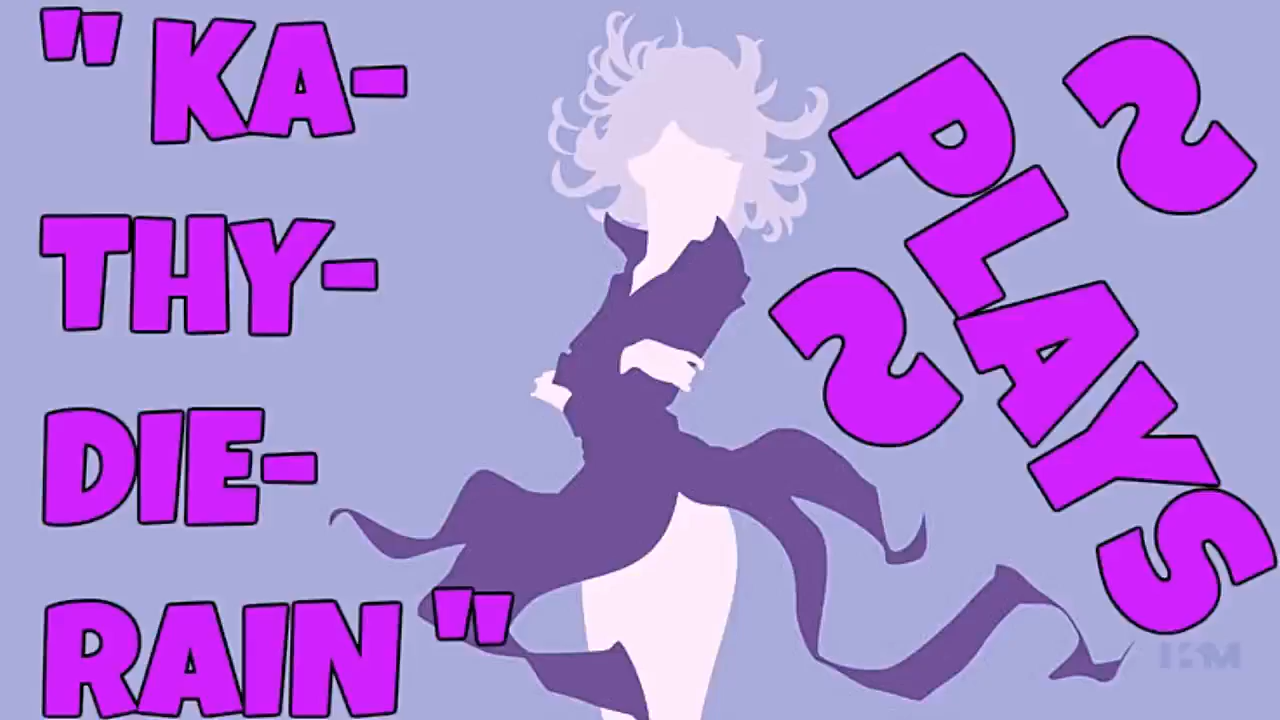 " KA-
THY-
DIE-
RAIN "
S PLAYS S